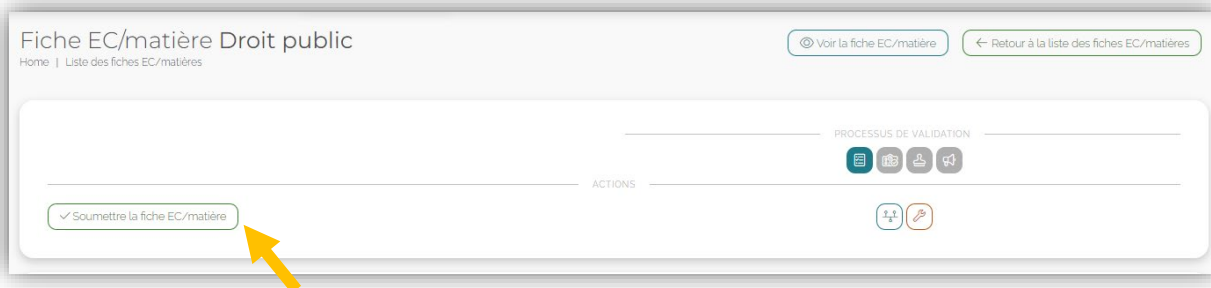 Fiche EC/matière Droit public
Voir la fiche EC/matière
← Retour à la liste des fiches EC/matières
Home | Liste des fiches EC/matières
PROCESSUS DE VALIDATION
ACTIONS
Soumettre la fiche EC/matière